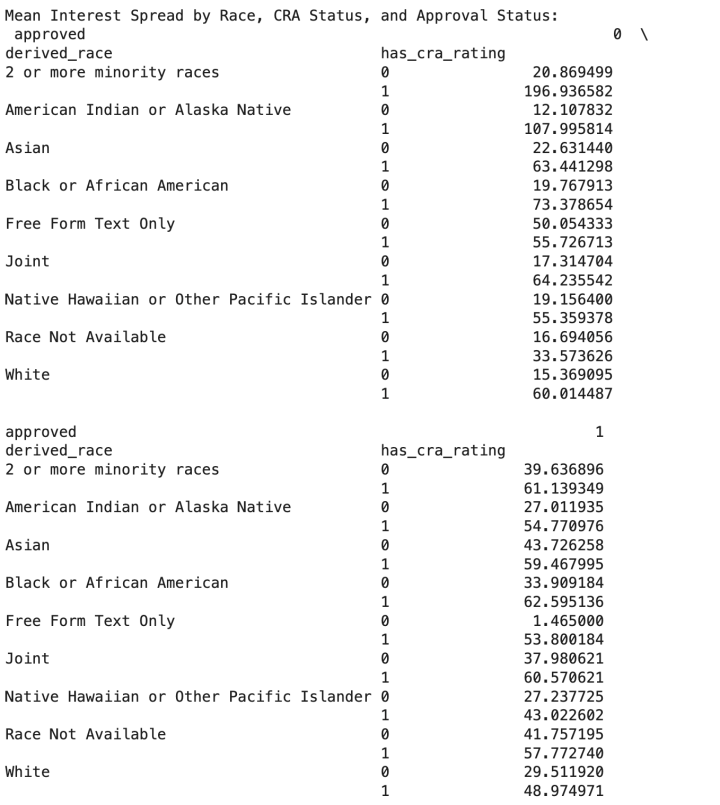 Mean Interest Spread by Race, CRA Status, and Approval Status:
approved 0 \
derived_race has_cra_rating
2 or more minority races 0 20.869499
1 196.936582
American Indian or Alaska Native 0 12.107832
1 107.995814
Asian 0 22.631440
1 63.441298
Black or African American 0 19.767913
1 73.378654
Free Form Text Only 0 50.054333
1 55.726713
Joint 0 17.314704
1 64.235542
Native Hawaiian or Other Pacific Islander 0 19.156400
1 55.359378
Race Not Available 0 16.694056
1 33.573626
White 0 15.369095
1 60.014487
approved 1
derived_race has_cra_rating
2 or more minority races 0 39.636896
1 61.139349
American Indian or Alaska Native 0 27.011935
1 54.770976
Asian 0 43.726258
1 59.467995
Black or African American 0 33.909184
1 62.595136
Free Form Text Only 0 1.465000
1 53.800184
Joint 0 37.980621
1 60.570621
Native Hawaiian or Other Pacific Islander 0 27.237725
1 43.022602
Race Not Available 0 41.757195
1 57.772740
White 0 29.511920
1 48.974971